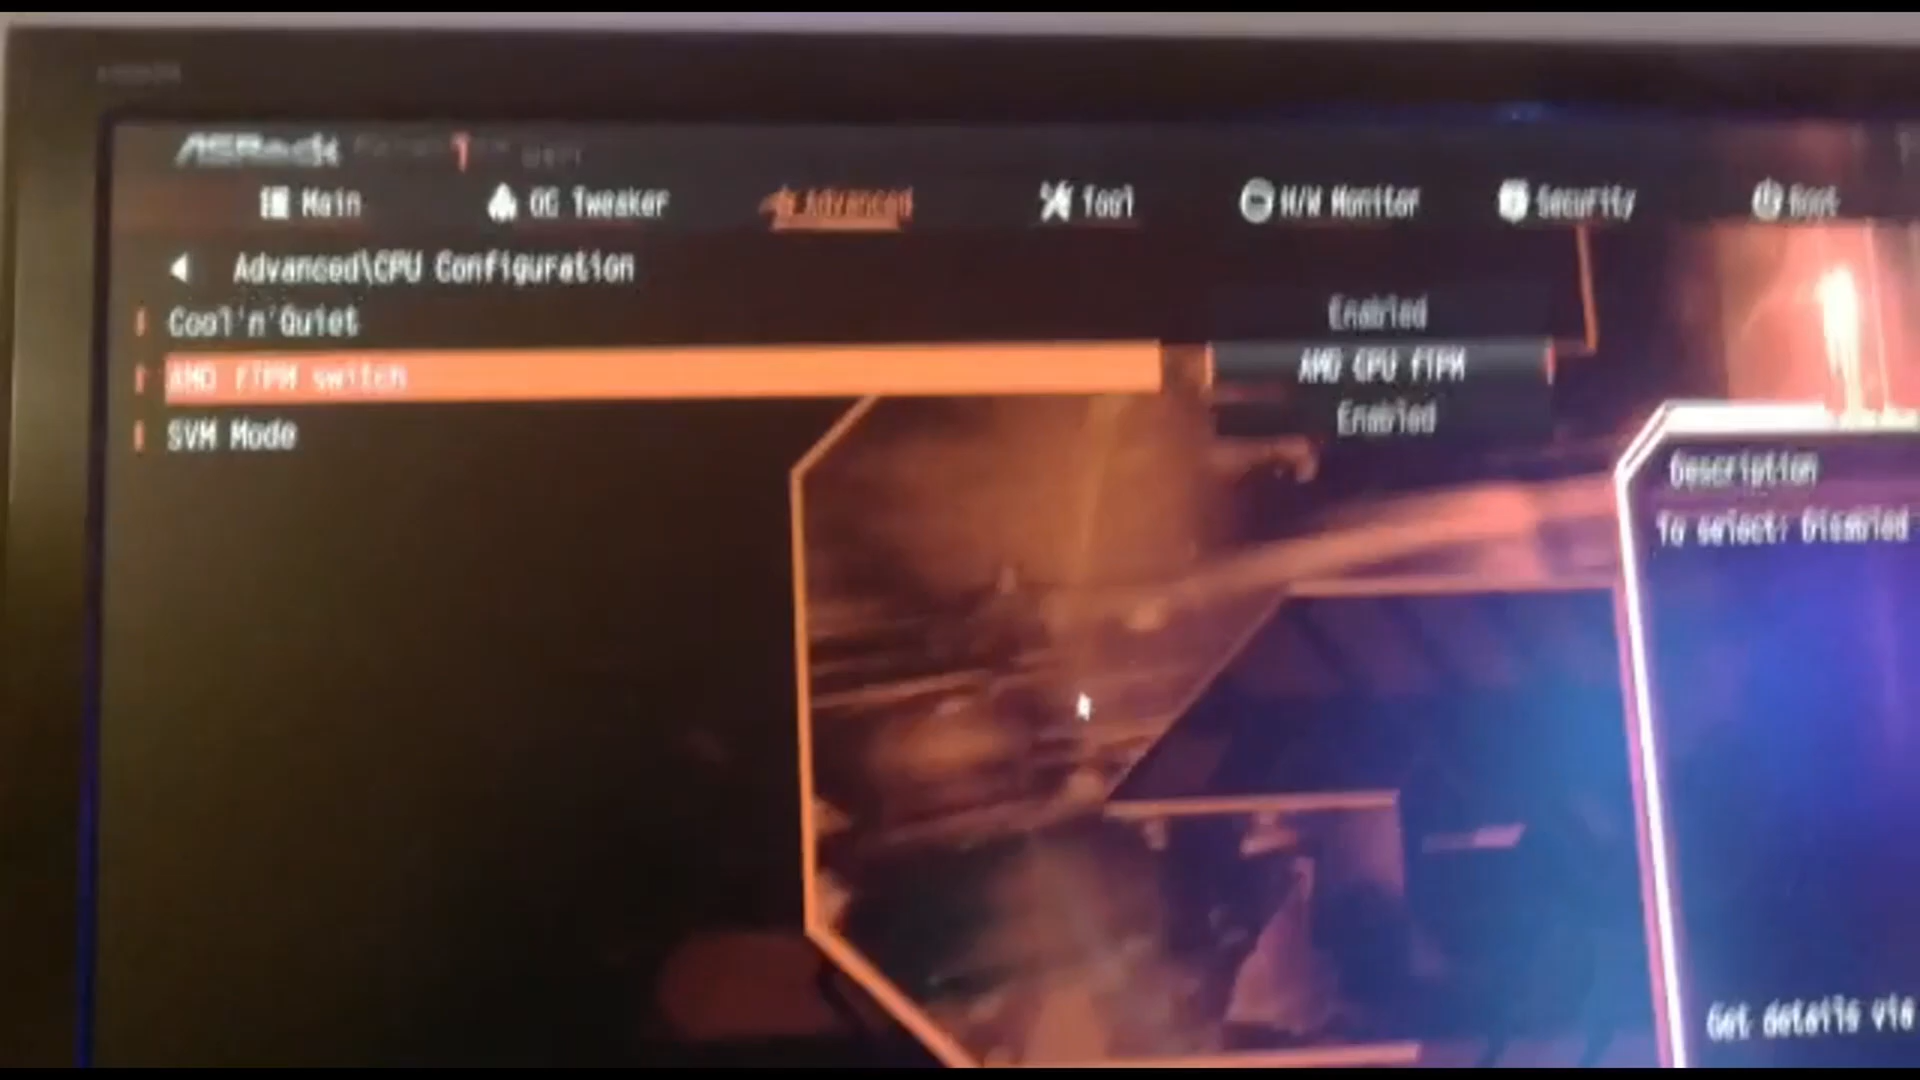 ASRock
Main OC Tweaker Advanced Tool H/W Monitor Security Boot
Advanced\CPU Configuration
Cool'n'Quiet Enabled
AMD fTPM switch AMD CPU fTPM
SVM Mode Enabled
Description
To select: Disabled
Get details via